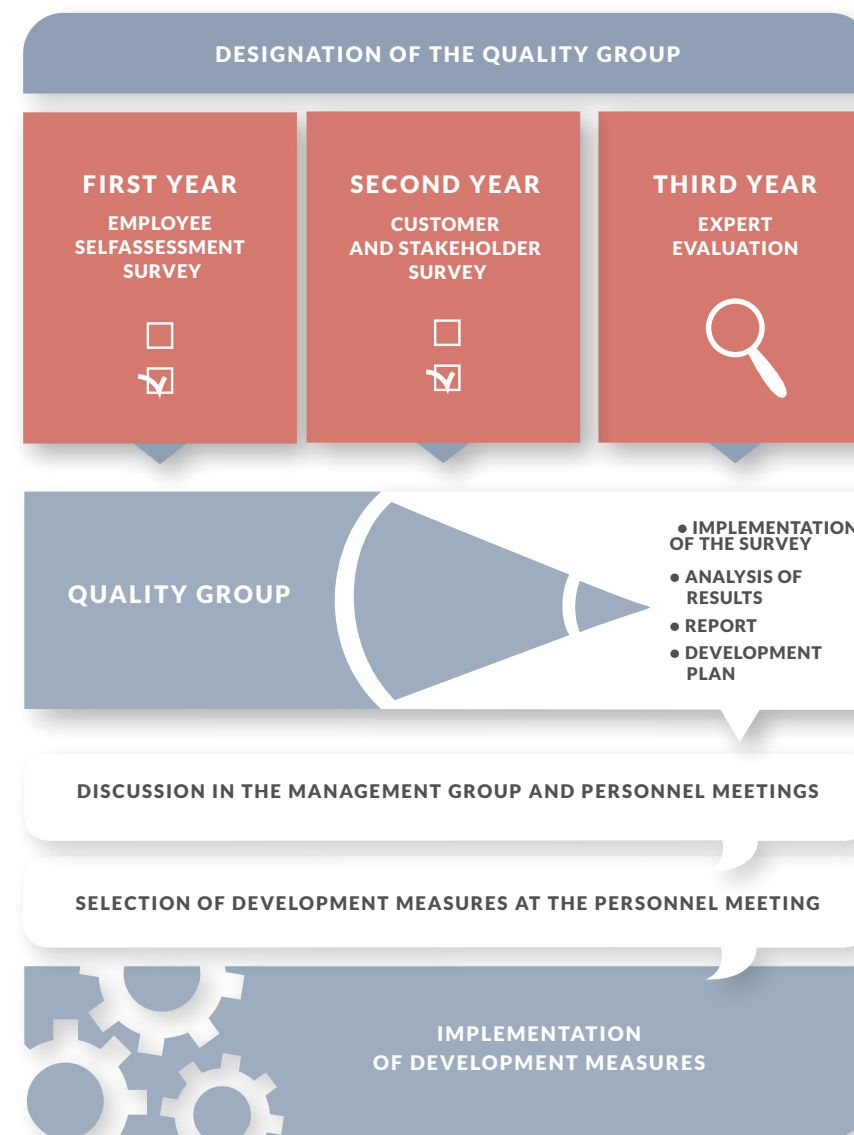 DESIGNATION OF THE QUALITY GROUP
FIRST YEAR
EMPLOYEE
SELFASSESSMENT
SURVEY
SECOND YEAR
CUSTOMER
AND STAKEHOLDER
SURVEY
THIRD YEAR
EXPERT
EVALUATION
QUALITY GROUP
• IMPLEMENTATION
OF THE SURVEY
• ANALYSIS OF
RESULTS
• REPORT
• DEVELOPMENT
PLAN
DISCUSSION IN THE MANAGEMENT GROUP AND PERSONNEL MEETINGS
SELECTION OF DEVELOPMENT MEASURES AT THE PERSONNEL MEETING
IMPLEMENTATION
OF DEVELOPMENT MEASURES